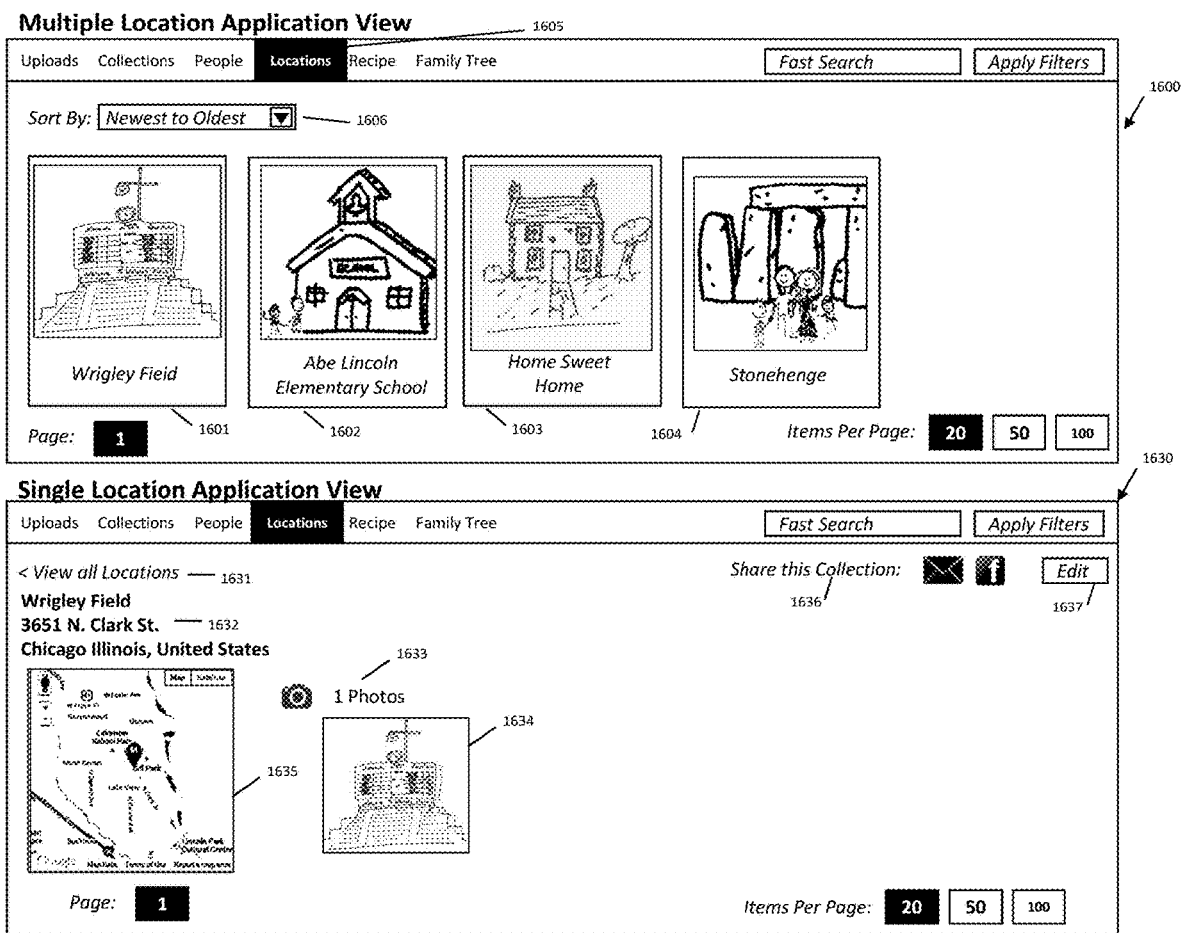 Multiple Location Application View
1605
Uploads Collections People Locations Recipe Family Tree Fast Search Apply Filters
1600
Sort By: Newest to Oldest 1606
Wrigley Field
Abe Lincoln
Elementary School
Home Sweet
Home
Stonehenge
1601 1602 1603 1604
Page: 1 Items Per Page: 20 50 100
1630
Single Location Application View
Uploads Collections People Locations Recipe Family Tree Fast Search Apply Filters
< View all Locations 1631 Share this Collection: f Edit
1636 1637
Wrigley Field
3651 N. Clark St. 1632
Chicago Illinois, United States
1633
Map
1 Photos
1634
1635
Page: 1 Items Per Page: 20 50 100